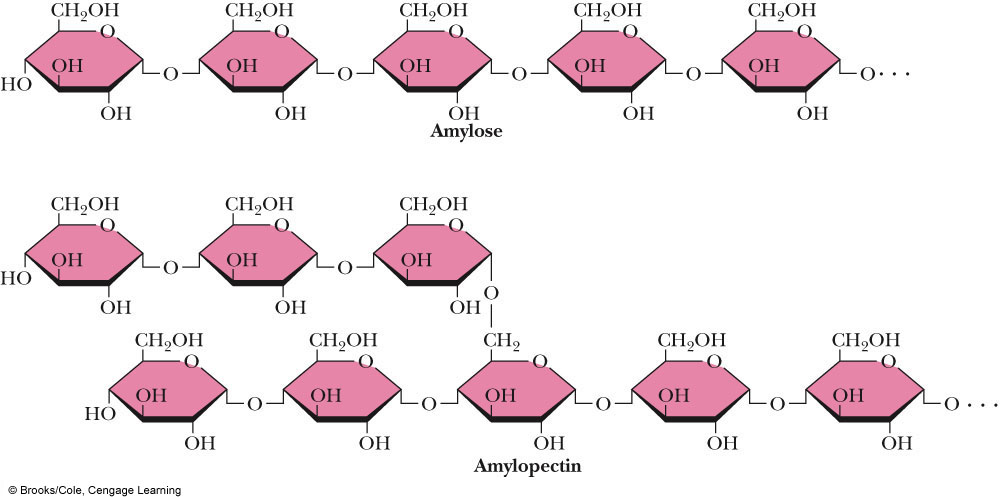 CH₂OH CH₂OH CH₂OH CH₂OH CH₂OH
O O O O O
OH OH OH OH OH
HO O O O O O · · ·
OH OH OH OH OH
Amylose
CH₂OH CH₂OH CH₂OH
O O O
OH OH OH
HO O O O
OH OH OH
CH₂OH CH₂OH CH₂ CH₂OH CH₂OH
O O O O O
OH OH OH OH OH
HO O O O O O · · ·
OH OH OH OH OH
Amylopectin
© Brooks/Cole, Cengage Learning